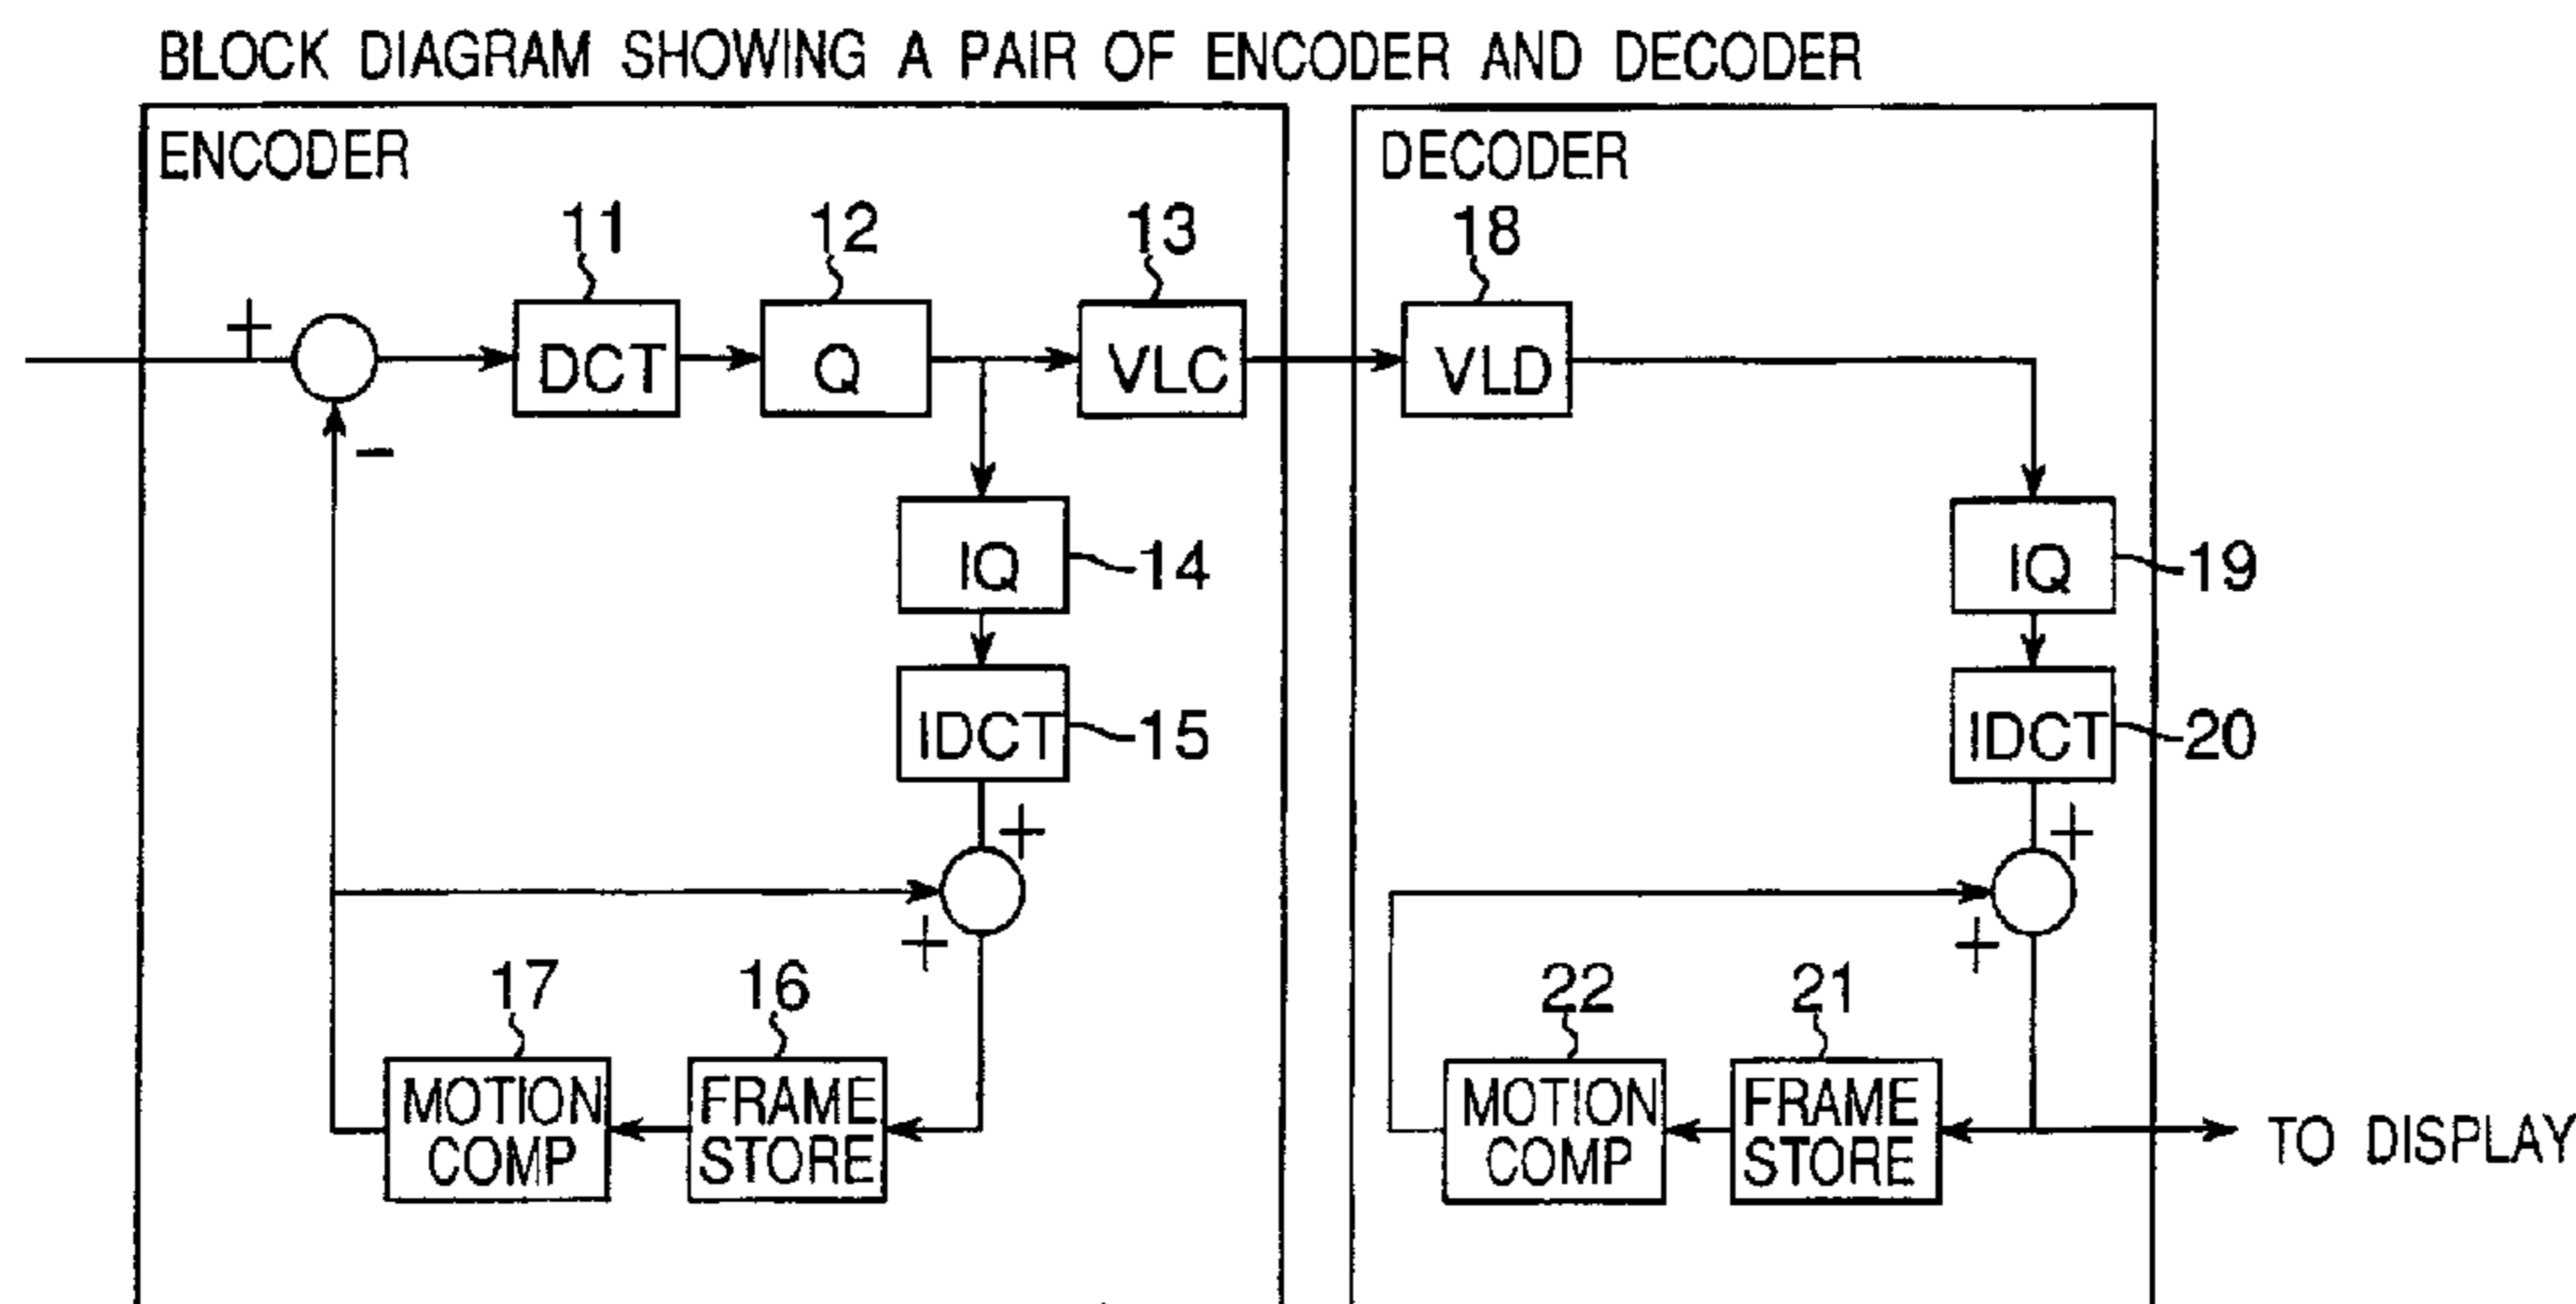 BLOCK DIAGRAM SHOWING A PAIR OF ENCODER AND DECODER
ENCODER
11
12
13
+
DCT
Q
VLC
-
IQ
14
IDCT
15
+
+
17
16
MOTION
COMP
FRAME
STORE
DECODER
18
VLD
IQ
19
IDCT
20
+
+
22
21
MOTION
COMP
FRAME
STORE
TO DISPLAY